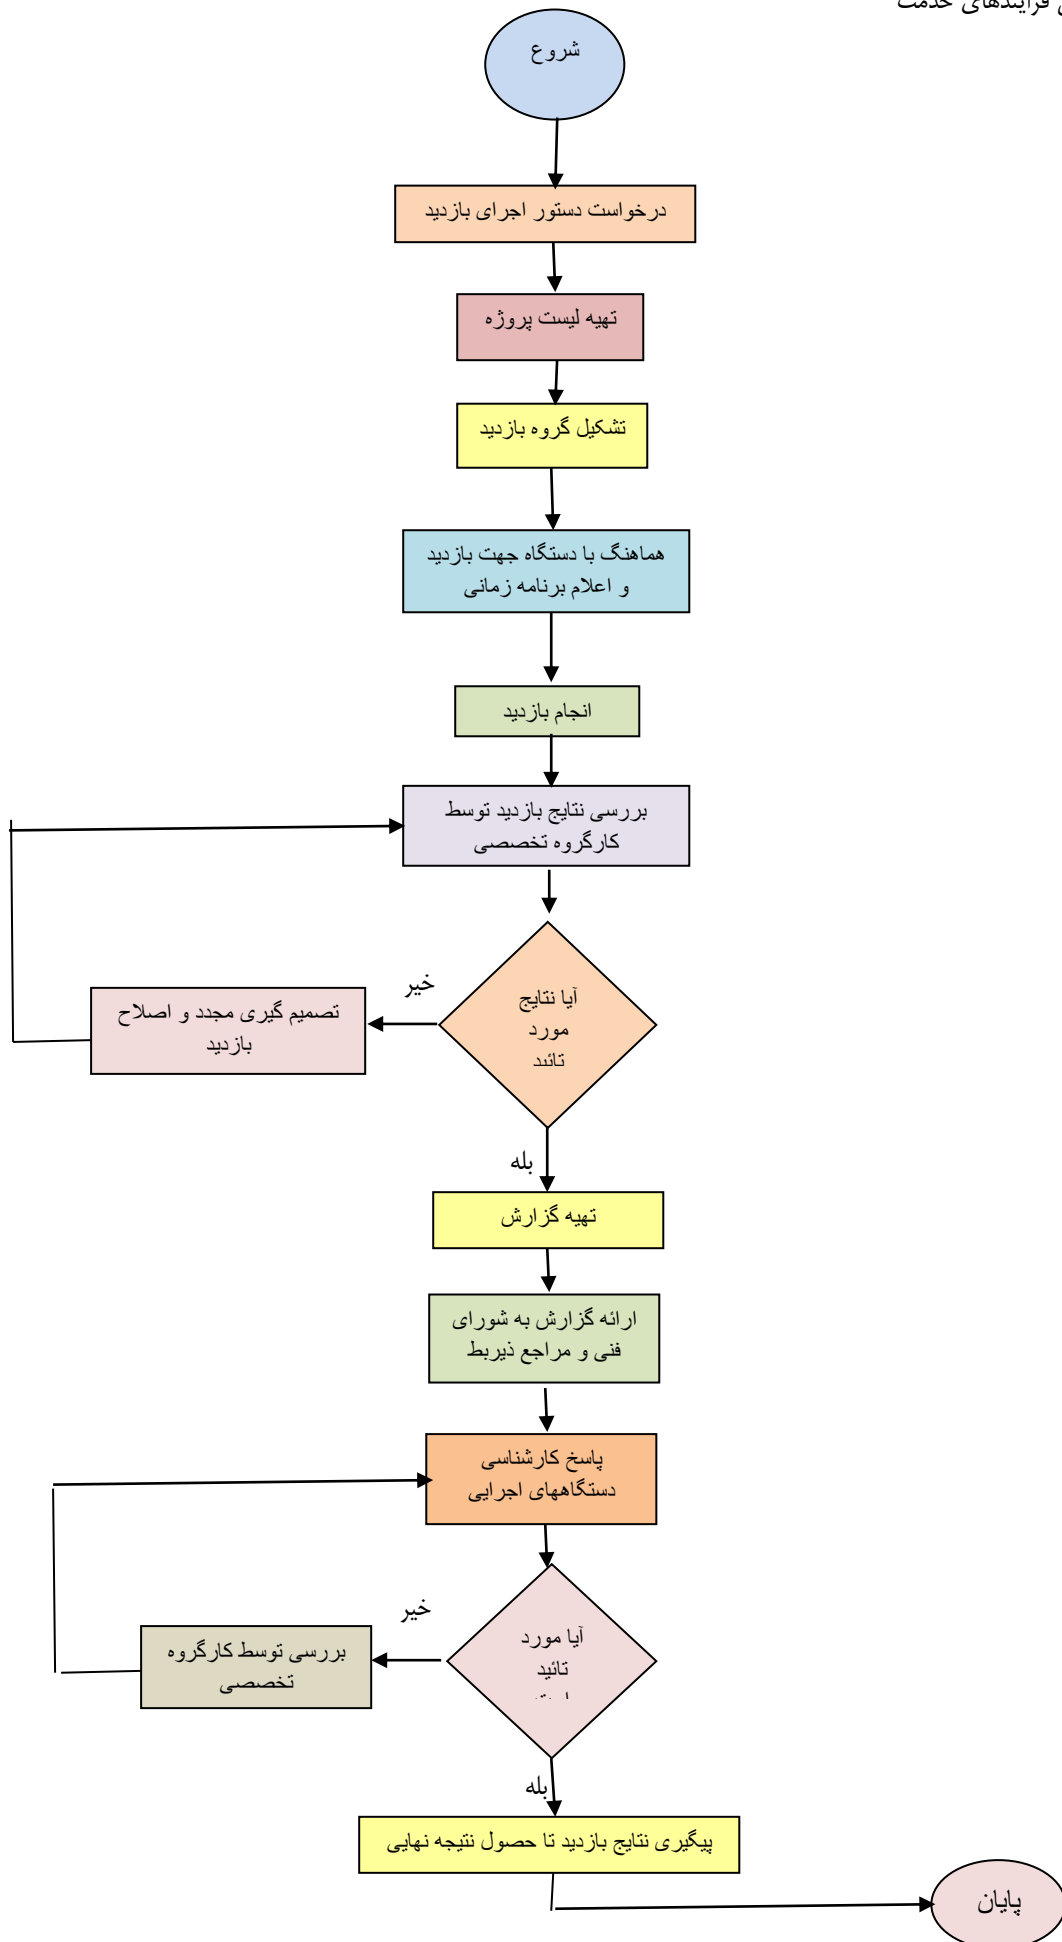 فرآیندهای خدمت
شروع
درخواست دستور اجرای بازدید
تهیه لیست پروژه
تشکیل گروه بازدید
هماهنگ با دستگاه جهت بازدید
و اعلام برنامه زمانی
انجام بازدید
بررسی نتایج بازدید توسط
کارگروه تخصصی
آیا نتایج
مورد
تائید
خیر
تصمیم گیری مجدد و اصلاح
بازدید
بله
تهیه گزارش
ارائه گزارش به شورای
فنی و مراجع ذیربط
پاسخ کارشناسی
دستگاههای اجرایی
آیا مورد
تائید
خیر
بررسی توسط کارگروه
تخصصی
بله
پیگیری نتایج بازدید تا حصول نتیجه نهایی
پایان